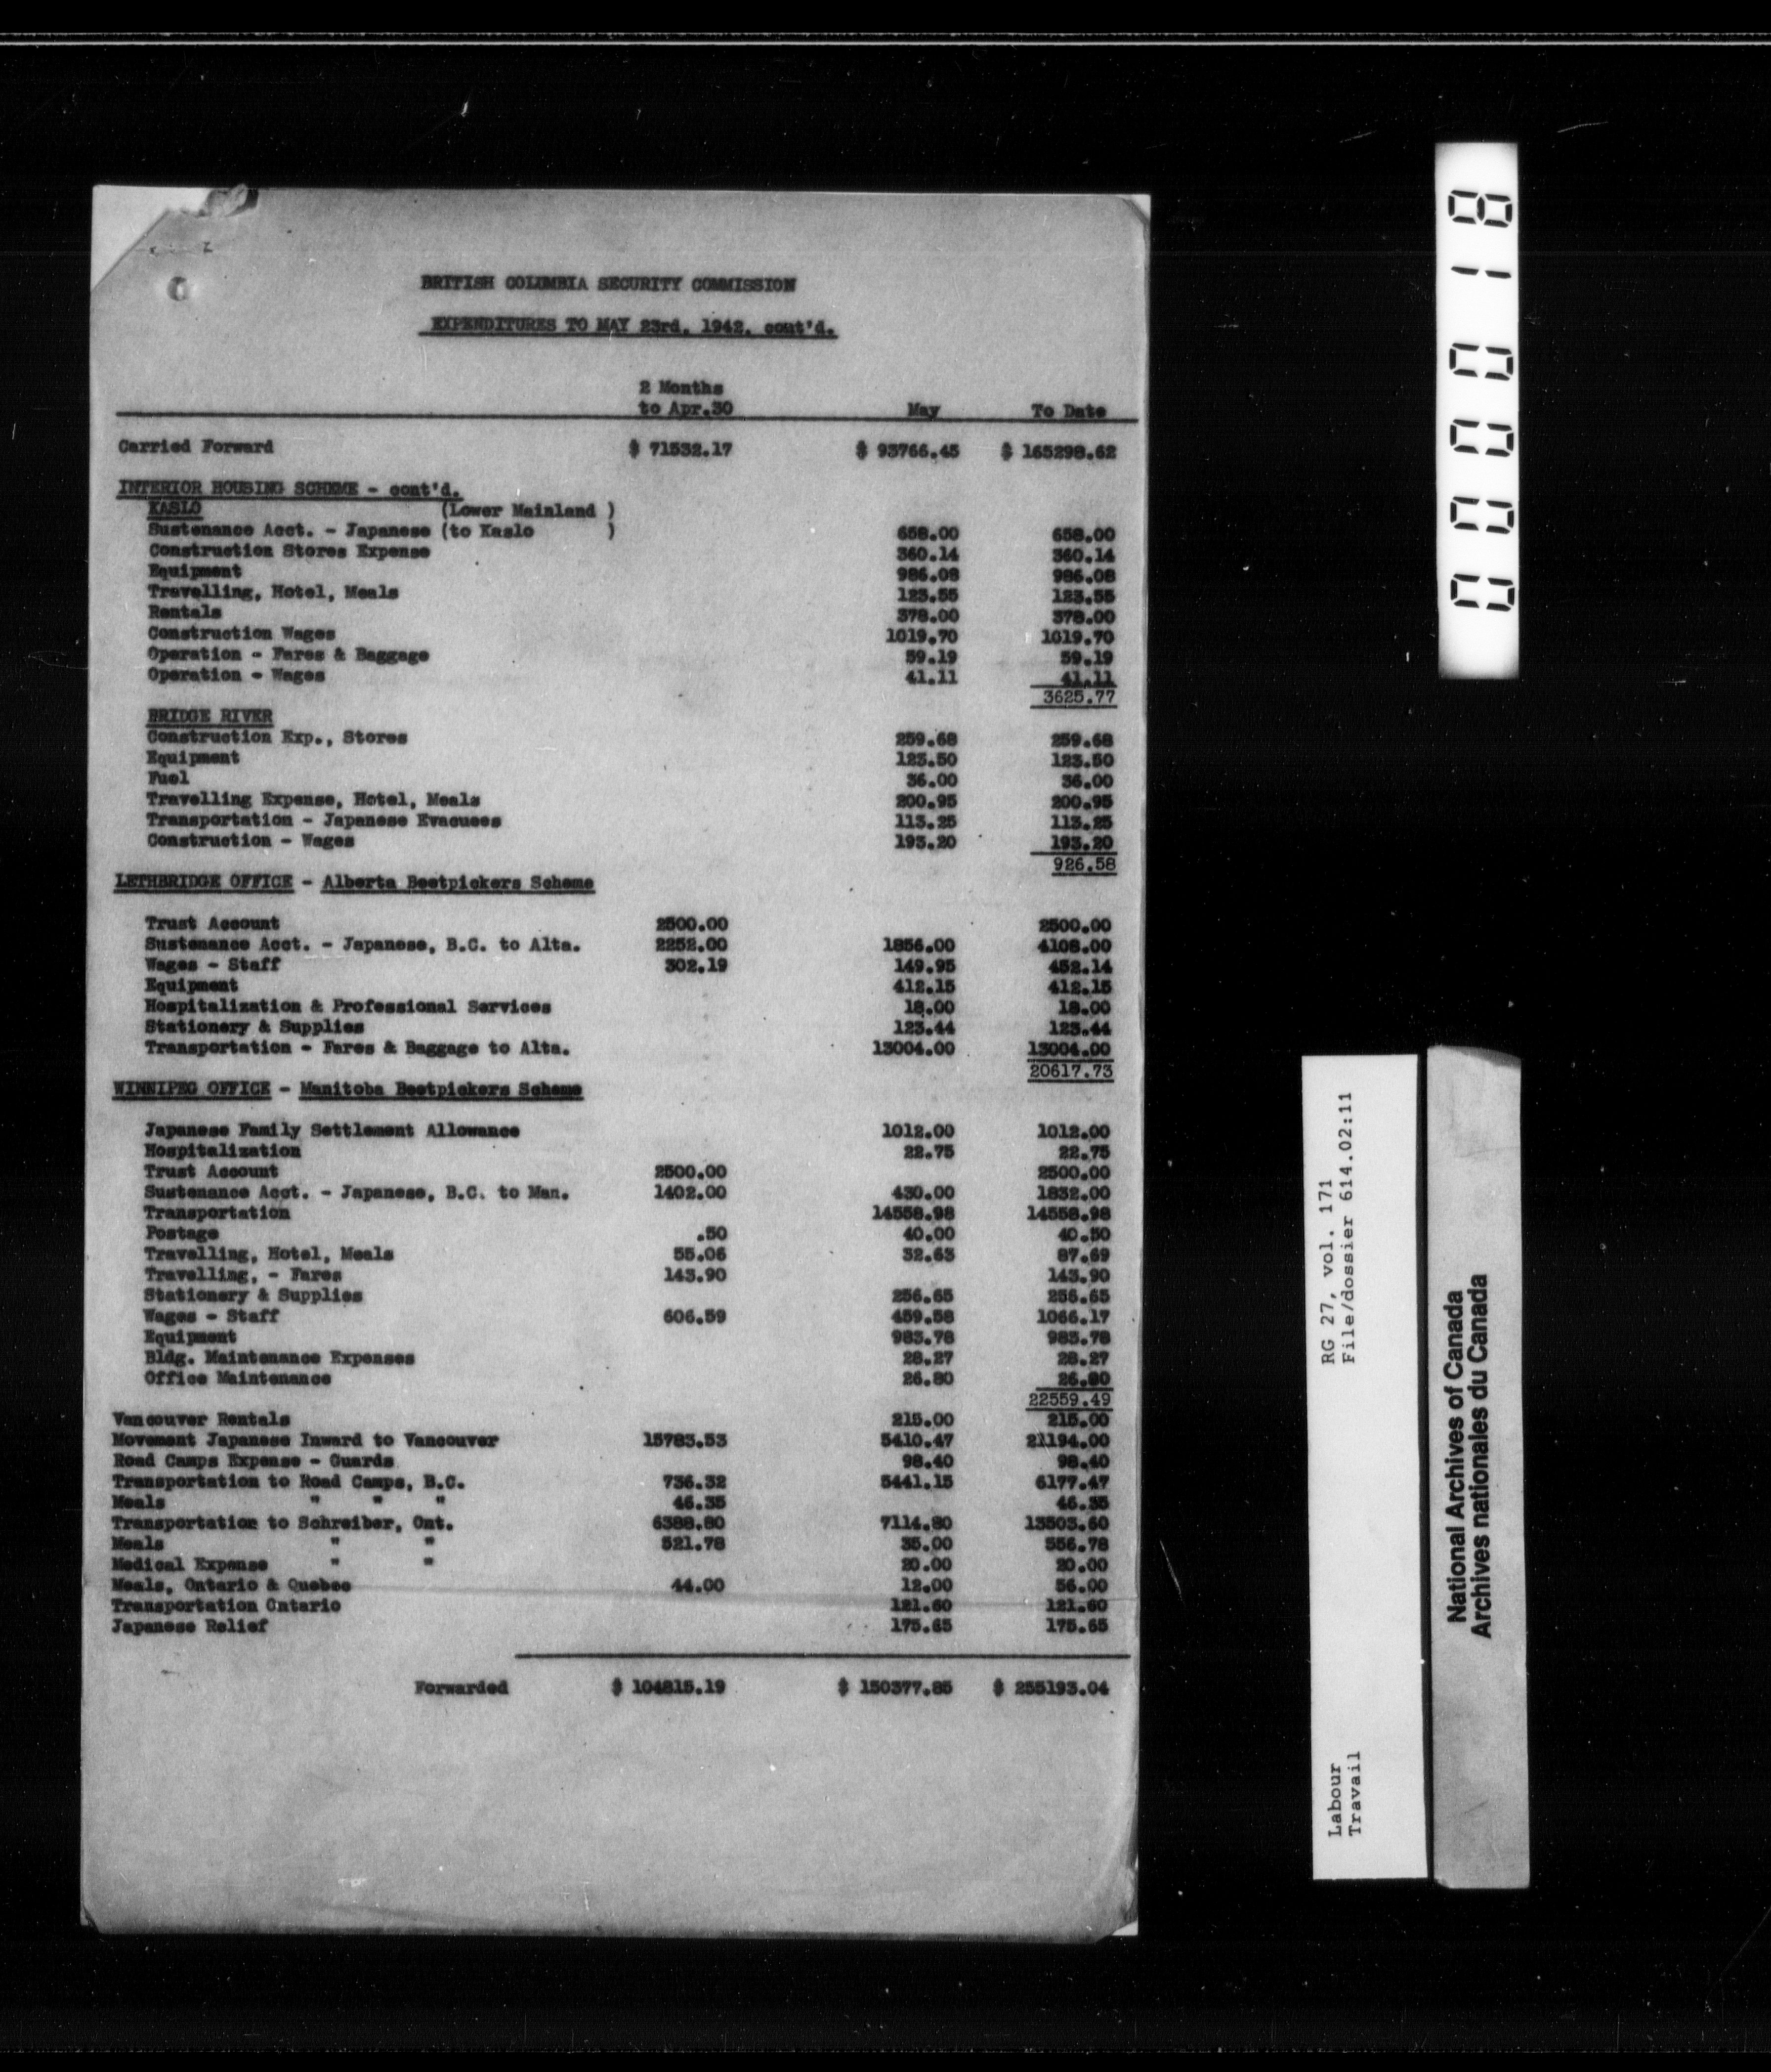 BRITISH COLUMBIA SECURITY COMMISSION
EXPENDITURES TO MAY 23rd, 1942, cont'd.
2 Months
to Apr.30 May To Date
Carried Forward $ 71532.17 $ 93766.45 $ 165298.62
INTERIOR HOUSING SCHEME - cont'd.
KASLO (Lower Mainland )
Sustenance Acct. - Japanese (to Kaslo ) 658.00 658.00
Construction Stores Expense 360.14 360.14
Equipment 986.08 986.08
Travelling, Hotel, Meals 123.55 123.55
Rentals 378.00 378.00
Construction Wages 1019.70 1019.70
Operation - Fares & Baggage 59.19 59.19
Operation - Wages 41.11 41.11
3625.77
BRIDGE RIVER
Construction Exp., Stores 259.68 259.68
Equipment 123.50 123.50
Fuel 36.00 36.00
Travelling Expense, Hotel, Meals 200.95 200.95
Transportation - Japanese Evacuees 113.25 113.25
Construction - Wages 193.20 193.20
926.58
LETHBRIDGE OFFICE - Alberta Beetpickers Scheme
Trust Account 2500.00 2500.00
Sustenance Acct. - Japanese, B.C. to Alta. 2252.00 1856.00 4108.00
Wages - Staff 302.19 149.95 452.14
Equipment 412.15 412.15
Hospitalization & Professional Services 18.00 18.00
Stationery & Supplies 123.44 123.44
Transportation - Fares & Baggage to Alta. 13004.00 13004.00
20617.73
WINNIPEG OFFICE - Manitoba Beetpickers Scheme
Japanese Family Settlement Allowance 1012.00 1012.00
Hospitalization 22.75 22.75
Trust Account 2500.00 2500.00
Sustenance Acct. - Japanese, B.C. to Man. 1402.00 430.00 1832.00
Transportation 14558.98 14558.98
Postage .50 40.00 40.50
Travelling, Hotel, Meals 55.06 32.63 87.69
Travelling, - Fares 143.90 143.90
Stationery & Supplies 256.65 256.65
Wages - Staff 606.59 459.58 1066.17
Equipment 983.78 983.78
Bldg. Maintenance Expenses 28.27 28.27
Office Maintenance 26.80 26.80
22559.49
Vancouver Rentals 215.00 215.00
Movement Japanese Inward to Vancouver 15783.53 5410.47 21194.00
Road Camps Expense - Guards 98.40 98.40
Transportation to Road Camps, B.C. 736.32 5441.15 6177.47
Meals " " " 46.35 46.35
Transportation to Schreiber, Ont. 6388.80 7114.80 13503.60
Meals " " 521.78 35.00 556.78
Medical Expense " " 20.00 20.00
Meals, Ontario & Quebec 44.00 12.00 56.00
Transportation Ontario 121.60 121.60
Japanese Relief 175.65 175.65
Forwarded $ 104815.19 $ 150377.85 $ 255193.04
000018
RG 27, vol. 171
File/dossier 614.02:11
Labour
Travail
National Archives of Canada
Archives nationales du Canada